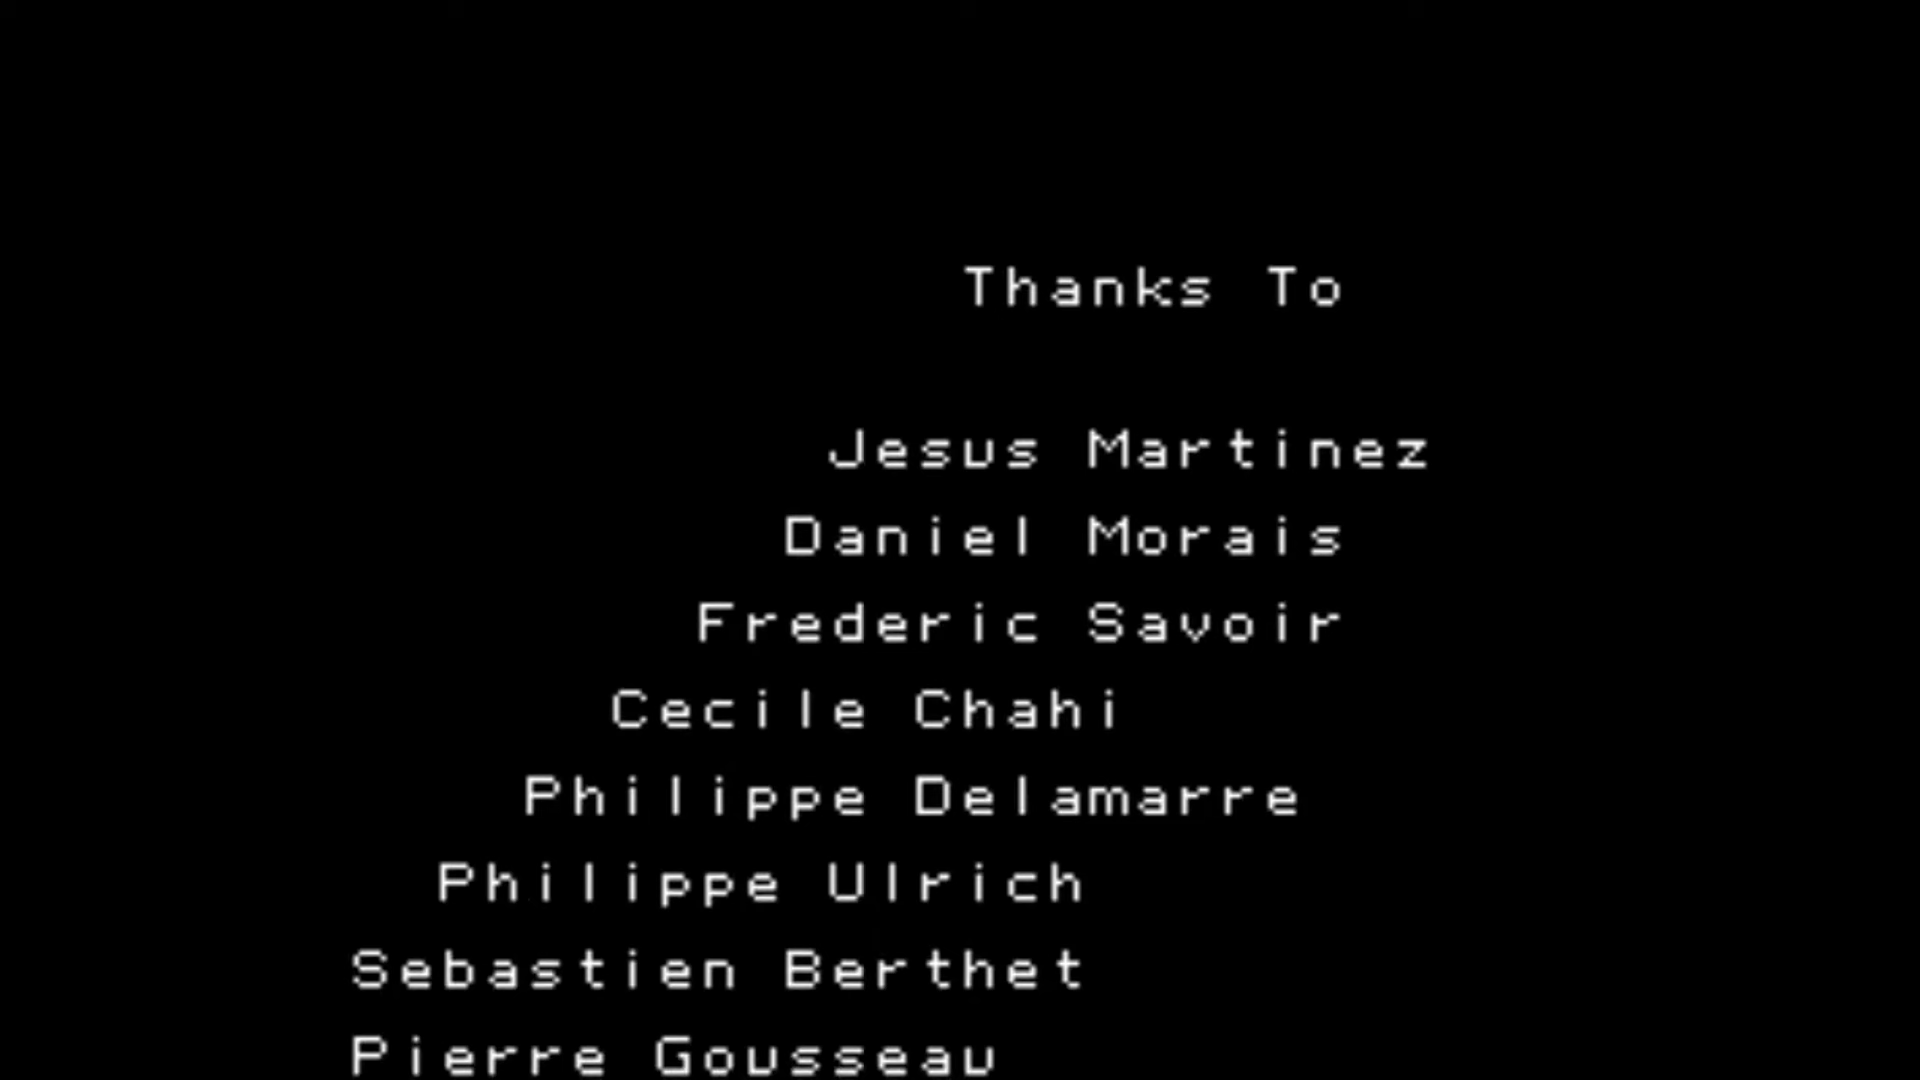 Thanks To
Jesus Martinez
Daniel Morais
Frederic Savoir
Cecile Chahi
Philippe Delamarre
Philippe Ulrich
Sebastien Berthet
Pierre Gousseau